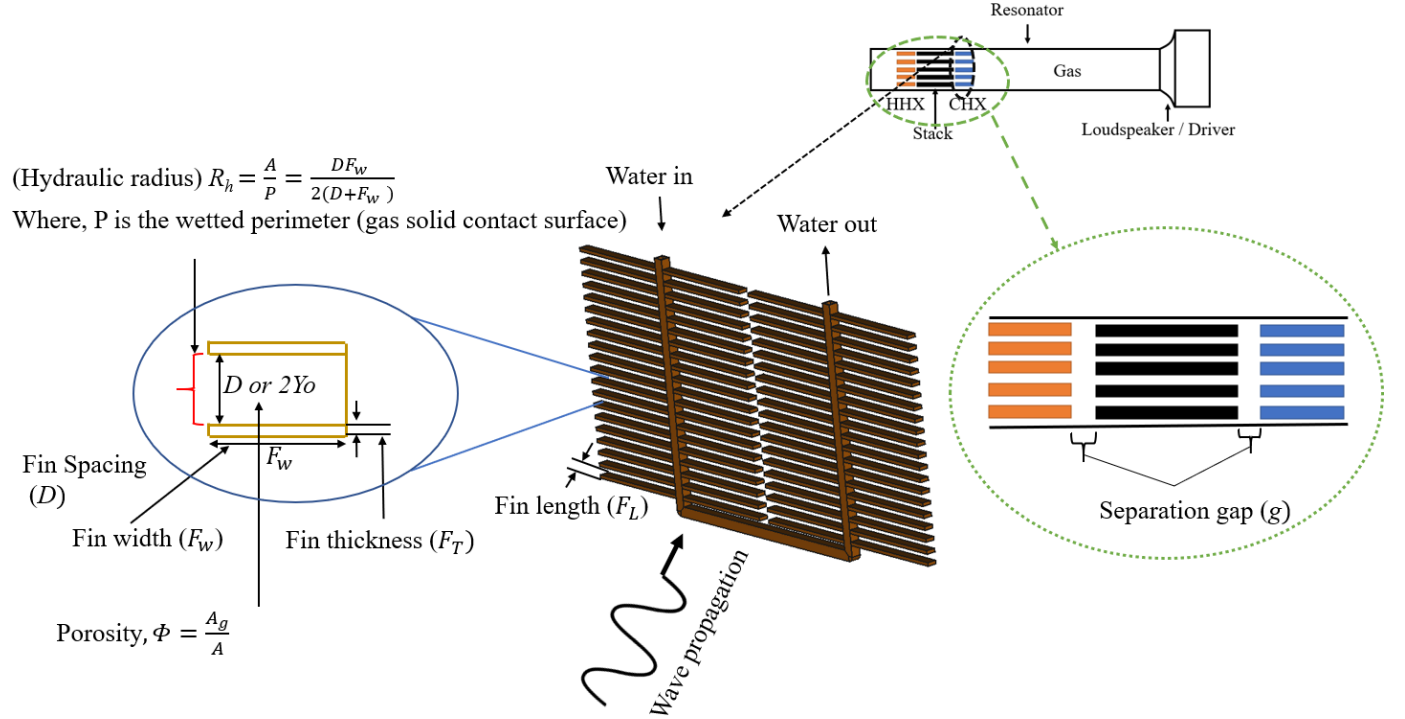 Resonator
Gas
HHX
CHX
Stack
Loudspeaker / Driver
(Hydraulic radius) R_h = A/P = DF_w/2(D+F_w )
Where, P is the wetted perimeter (gas solid contact surface)
Water in
Water out
D or 2Yo
F_w
Fin Spacing
(D)
Fin width (F_w)
Fin thickness (F_T)
Fin length (F_L)
Separation gap (g)
Porosity, Φ = A_g/A
Wave propagation